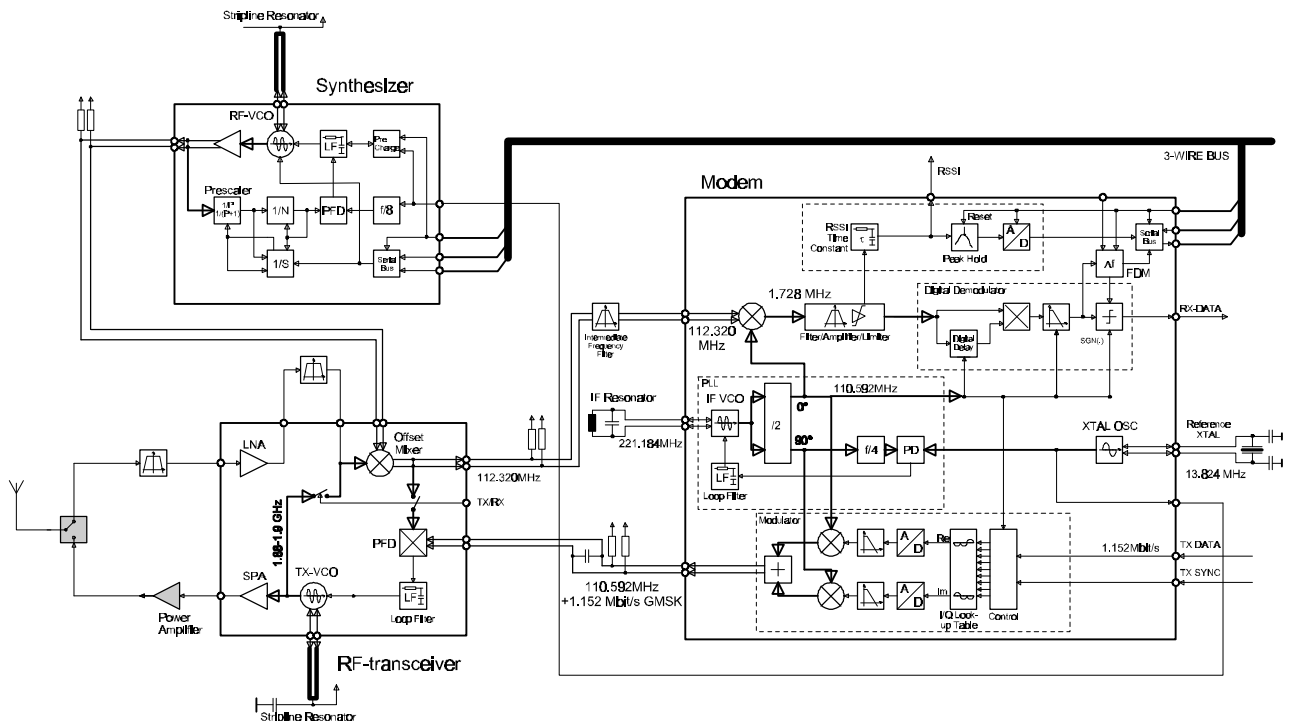 Stripline Resonator
Synthesizer
RF-VCO
LF
Pre
Charge
Prescaler
1/P
1/(P+1)
1/N
PFD
f/8
1/S
Serial
Bus
3-WIRE BUS
RSSI
Modem
Reset
RSSI
Time
Constant
τ
Peak Hold
A
D
Serial
Bus
Δf
FDM
1.728 MHz
Digital Demodulator
112.320
MHz
Filter/Amplifier/Limiter
Digital
Delay
SGN(.)
RX-DATA
Intermediate
Frequency
Filter
PLL
110.592MHz
IF Resonator
IF VCO
0°
/2
90°
221.184MHz
f/4
PD
LF
Loop Filter
XTAL OSC
Reference
XTAL
13.824 MHz
LNA
Offset
Mixer
112.320MHz
TX/RX
1.88-1.9 GHz
PFD
SPA
TX-VCO
LF
Loop Filter
Power
Amplifier
RF-transceiver
Stripline Resonator
110.592MHz
+1.152 Mbit/s GMSK
Modulator
A
D
Re
A
D
Im
I/Q Look-
up Table
Control
1.152Mbit/s
TX DATA
TX SYNC